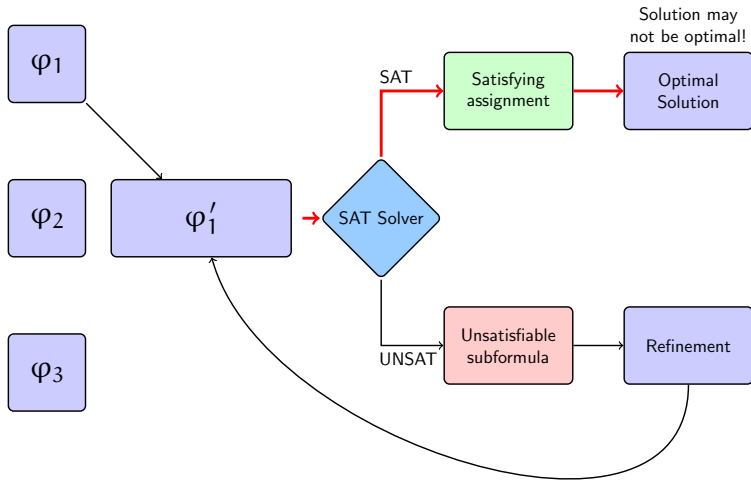 Solution may
not be optimal!
φ1
SAT
Satisfying
assignment
Optimal
Solution
φ2
φ′1
SAT Solver
φ3
UNSAT
Unsatisfiable
subformula
Refinement